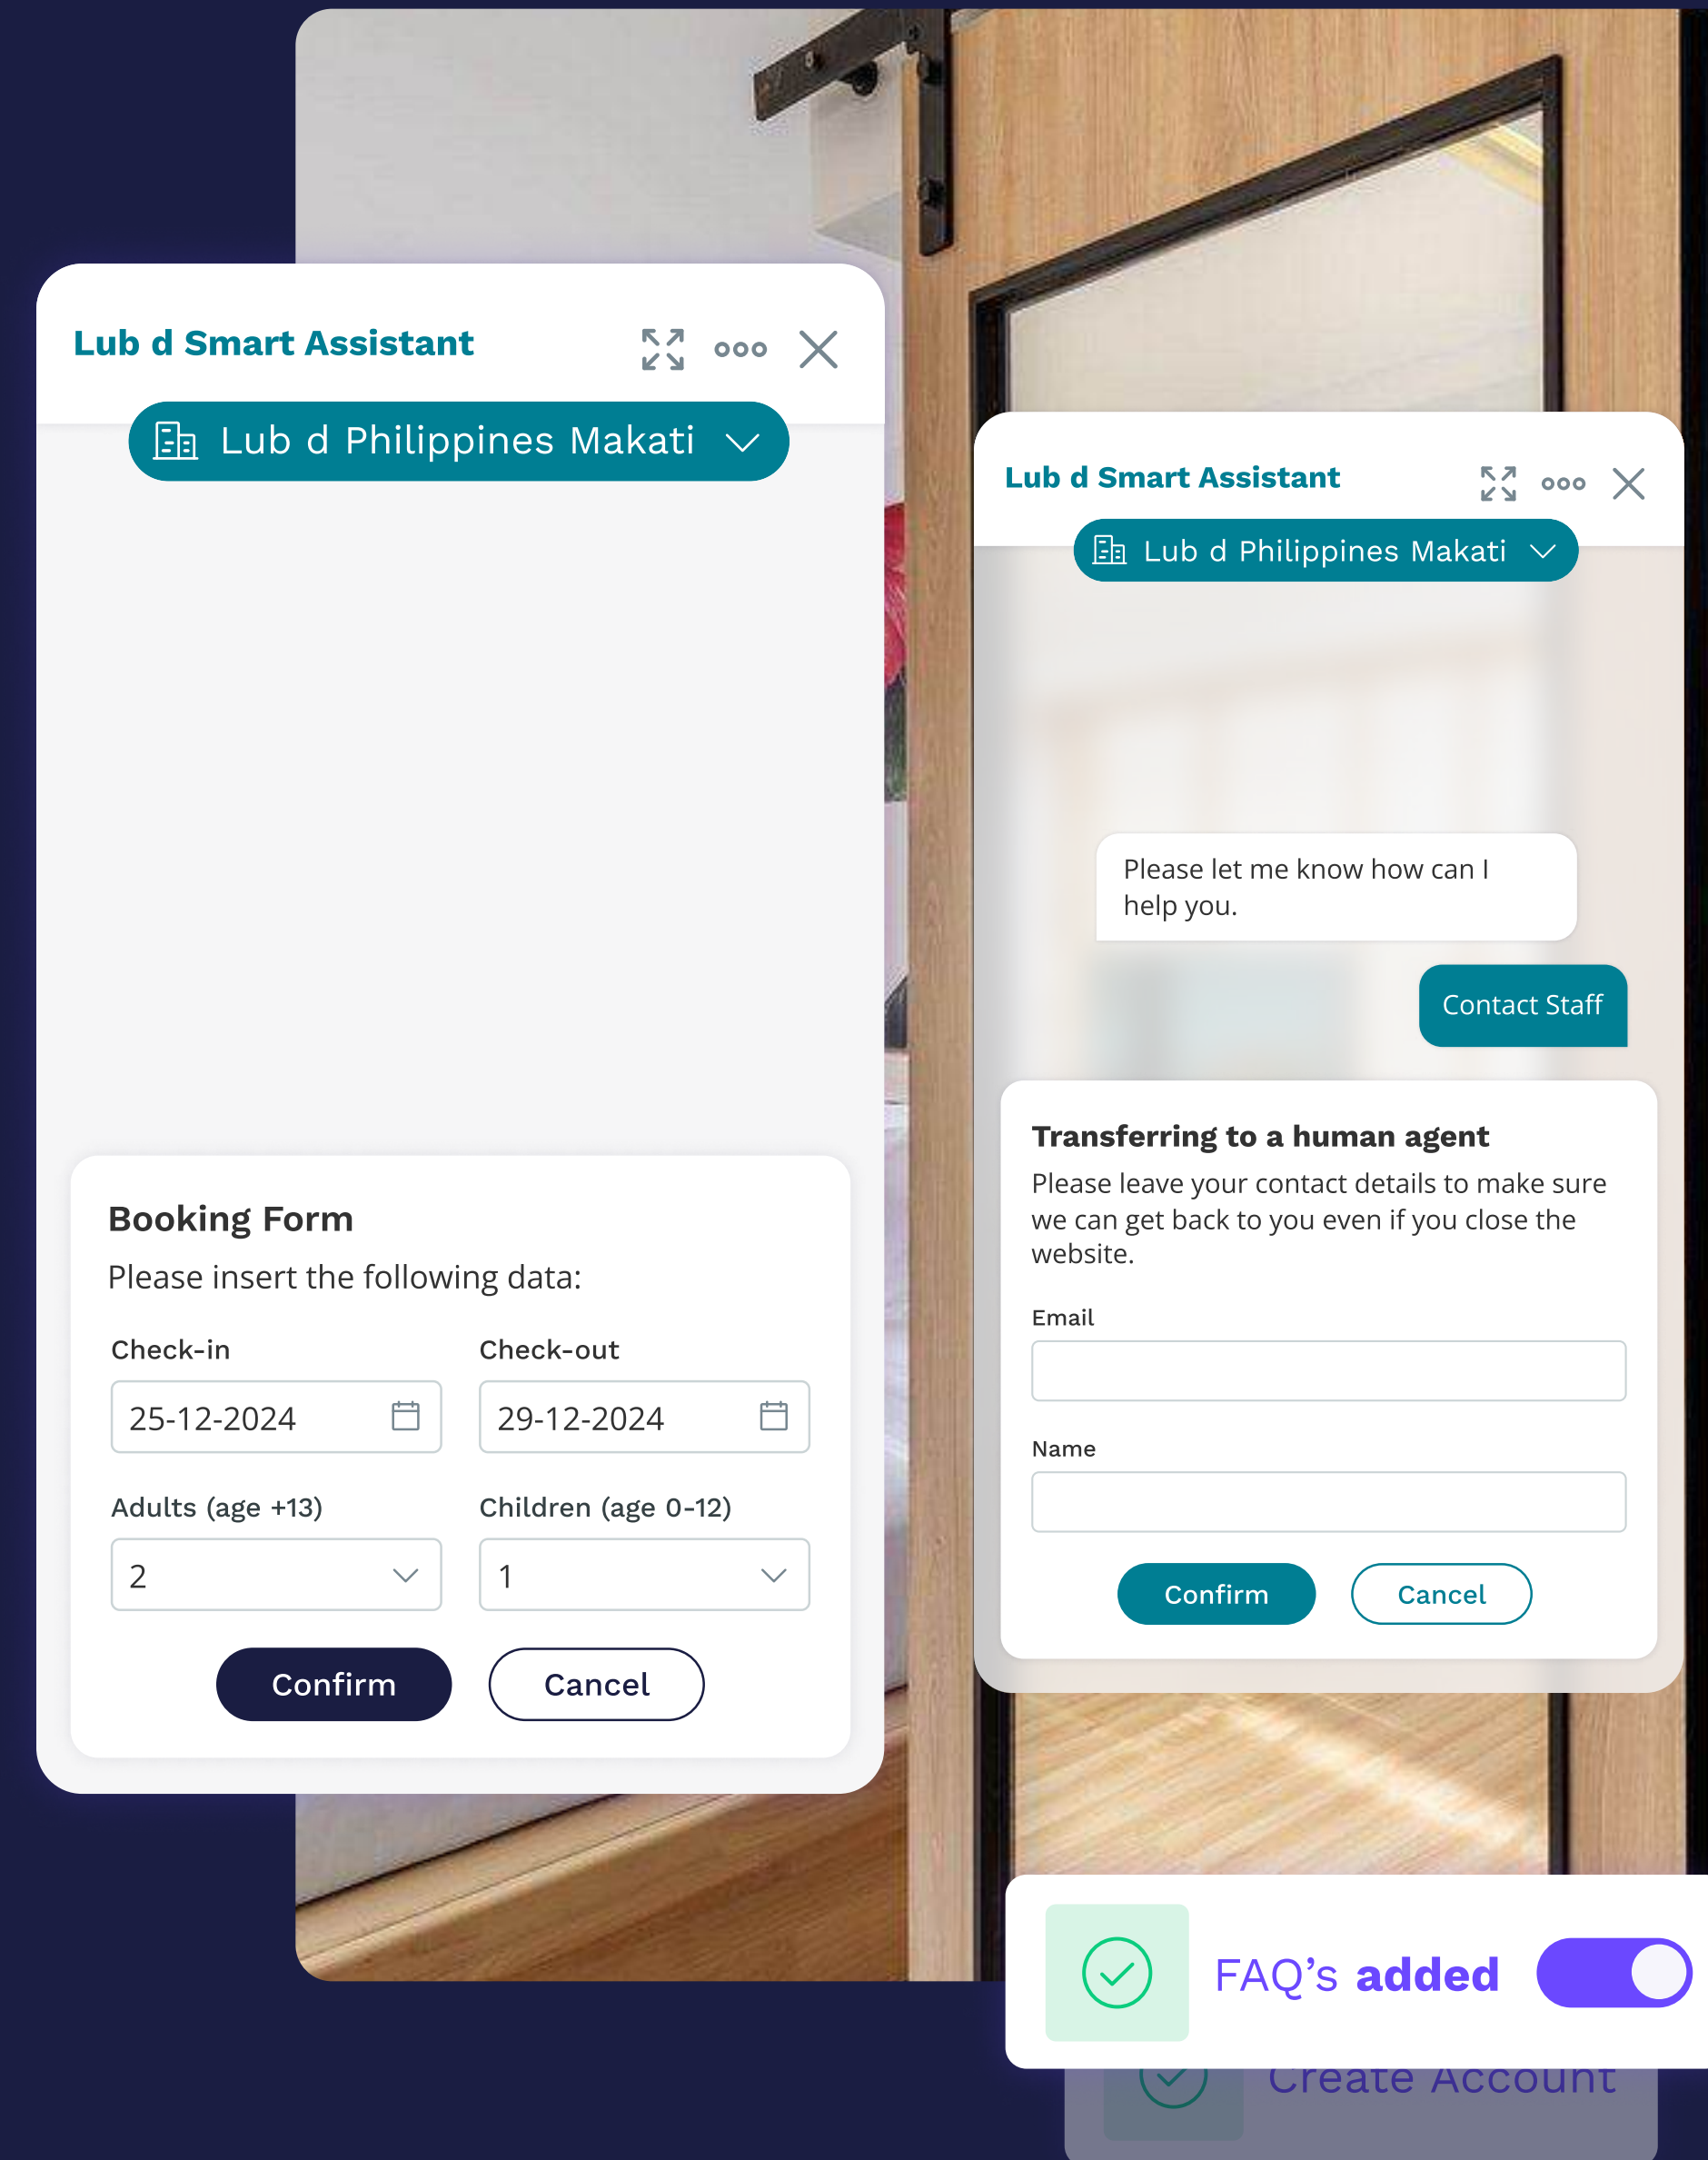 Lub d Smart Assistant
Lub d Philippines Makati
Booking Form
Please insert the following data:
Check-in
Check-out
25-12-2024
29-12-2024
Adults (age +13)
Children (age 0-12)
2
1
Confirm
Cancel
Lub d Smart Assistant
Lub d Philippines Makati
Please let me know how can I
help you.
Contact Staff
Transferring to a human agent
Please leave your contact details to make sure
we can get back to you even if you close the
website.
Email
Name
Confirm
Cancel
FAQ’s added
Create Account